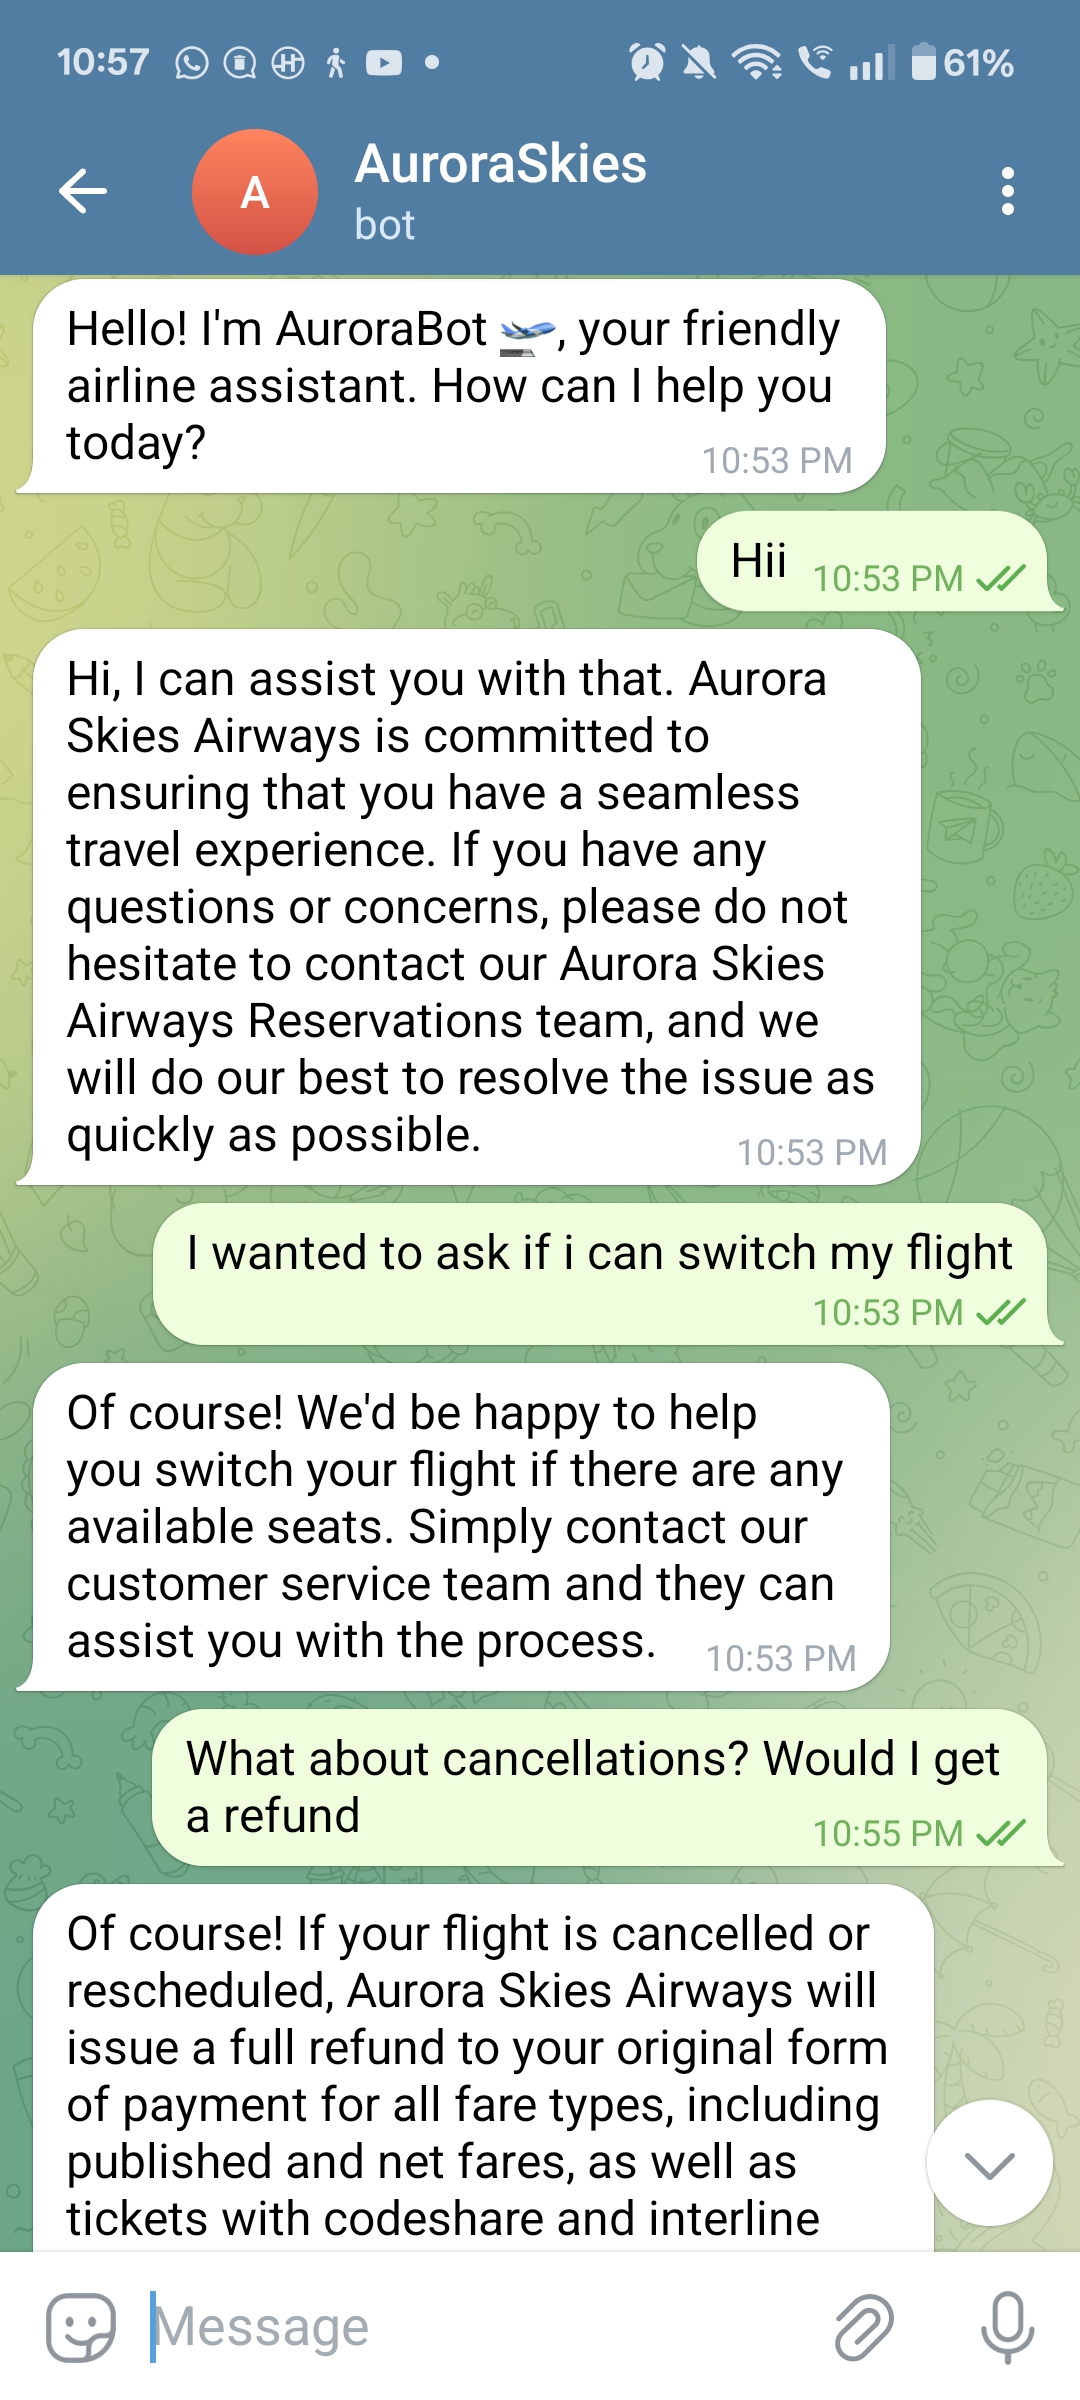 10:57 61%
A AuroraSkies
bot
Hello! I'm AuroraBot 🛫, your friendly
airline assistant. How can I help you
today? 10:53 PM
Hii 10:53 PM
Hi, I can assist you with that. Aurora
Skies Airways is committed to
ensuring that you have a seamless
travel experience. If you have any
questions or concerns, please do not
hesitate to contact our Aurora Skies
Airways Reservations team, and we
will do our best to resolve the issue as
quickly as possible. 10:53 PM
I wanted to ask if i can switch my flight
10:53 PM
Of course! We'd be happy to help
you switch your flight if there are any
available seats. Simply contact our
customer service team and they can
assist you with the process. 10:53 PM
What about cancellations? Would I get
a refund 10:55 PM
Of course! If your flight is cancelled or
rescheduled, Aurora Skies Airways will
issue a full refund to your original form
of payment for all fare types, including
published and net fares, as well as
tickets with codeshare and interline
Message